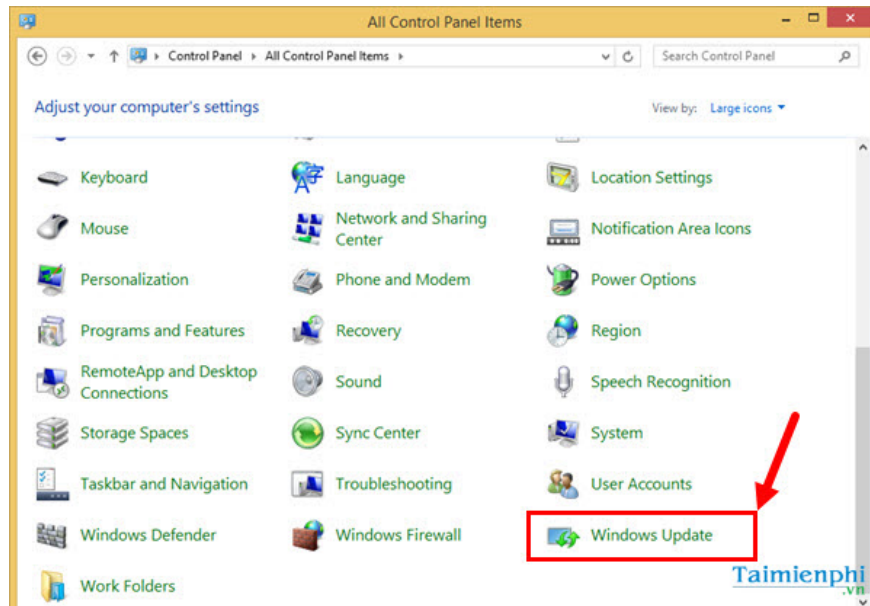 All Control Panel Items
Control Panel
All Control Panel Items
Search Control Panel
Adjust your computer's settings
View by: Large icons
Keyboard
Language
Location Settings
Mouse
Network and Sharing
Center
Notification Area Icons
Personalization
Phone and Modem
Power Options
Programs and Features
Recovery
Region
RemoteApp and Desktop
Connections
Sound
Speech Recognition
Storage Spaces
Sync Center
System
Taskbar and Navigation
Troubleshooting
User Accounts
Windows Defender
Windows Firewall
Windows Update
Work Folders
Taimienphi
.vn